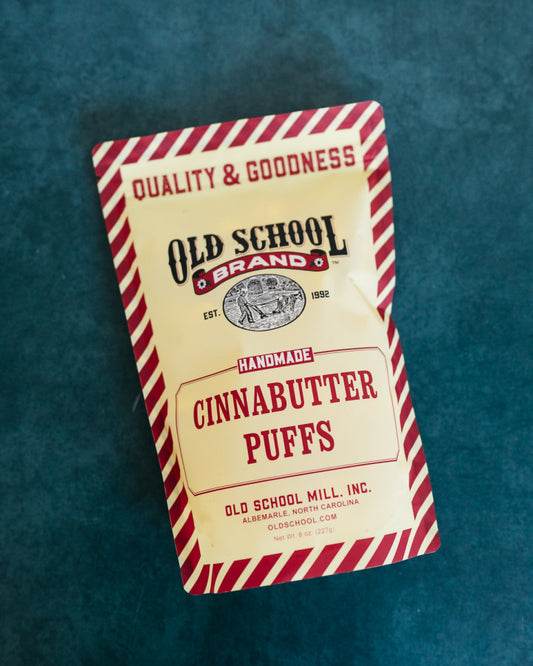 QUALITY & GOODNESS
OLD SCHOOL
BRAND™
EST. 1992
HANDMADE
CINNABUTTER
PUFFS
OLD SCHOOL MILL, INC.
ALBEMARLE, NORTH CAROLINA
OLDSCHOOL.COM
Net Wt. 8 oz. (227g)